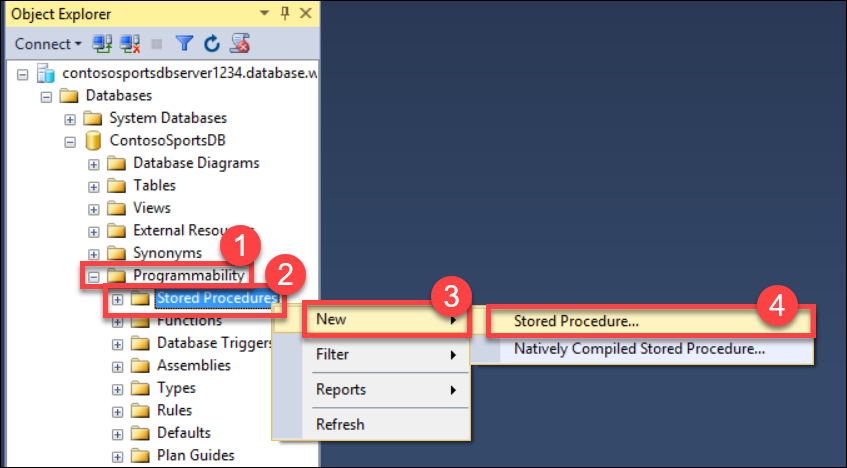 Object Explorer
Connect
contososportsdbserver1234.database.w
Databases
System Databases
ContosoSportsDB
Database Diagrams
Tables
Views
External Resou
Synonyms
1
Programmability
2
Stored Procedures
3
4
New
Stored Procedure...
Functions
Natively Compiled Stored Procedure...
Database Triggers
Filter
Assemblies
Types
Reports
Rules
Refresh
Defaults
Plan Guides